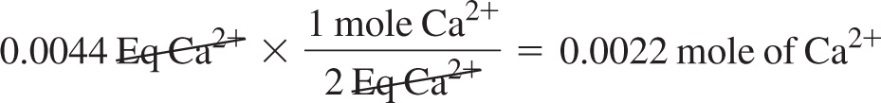 0.0044 Eq Ca²⁺ × 1 mole Ca²⁺ / 2 Eq Ca²⁺ = 0.0022 mole of Ca²⁺